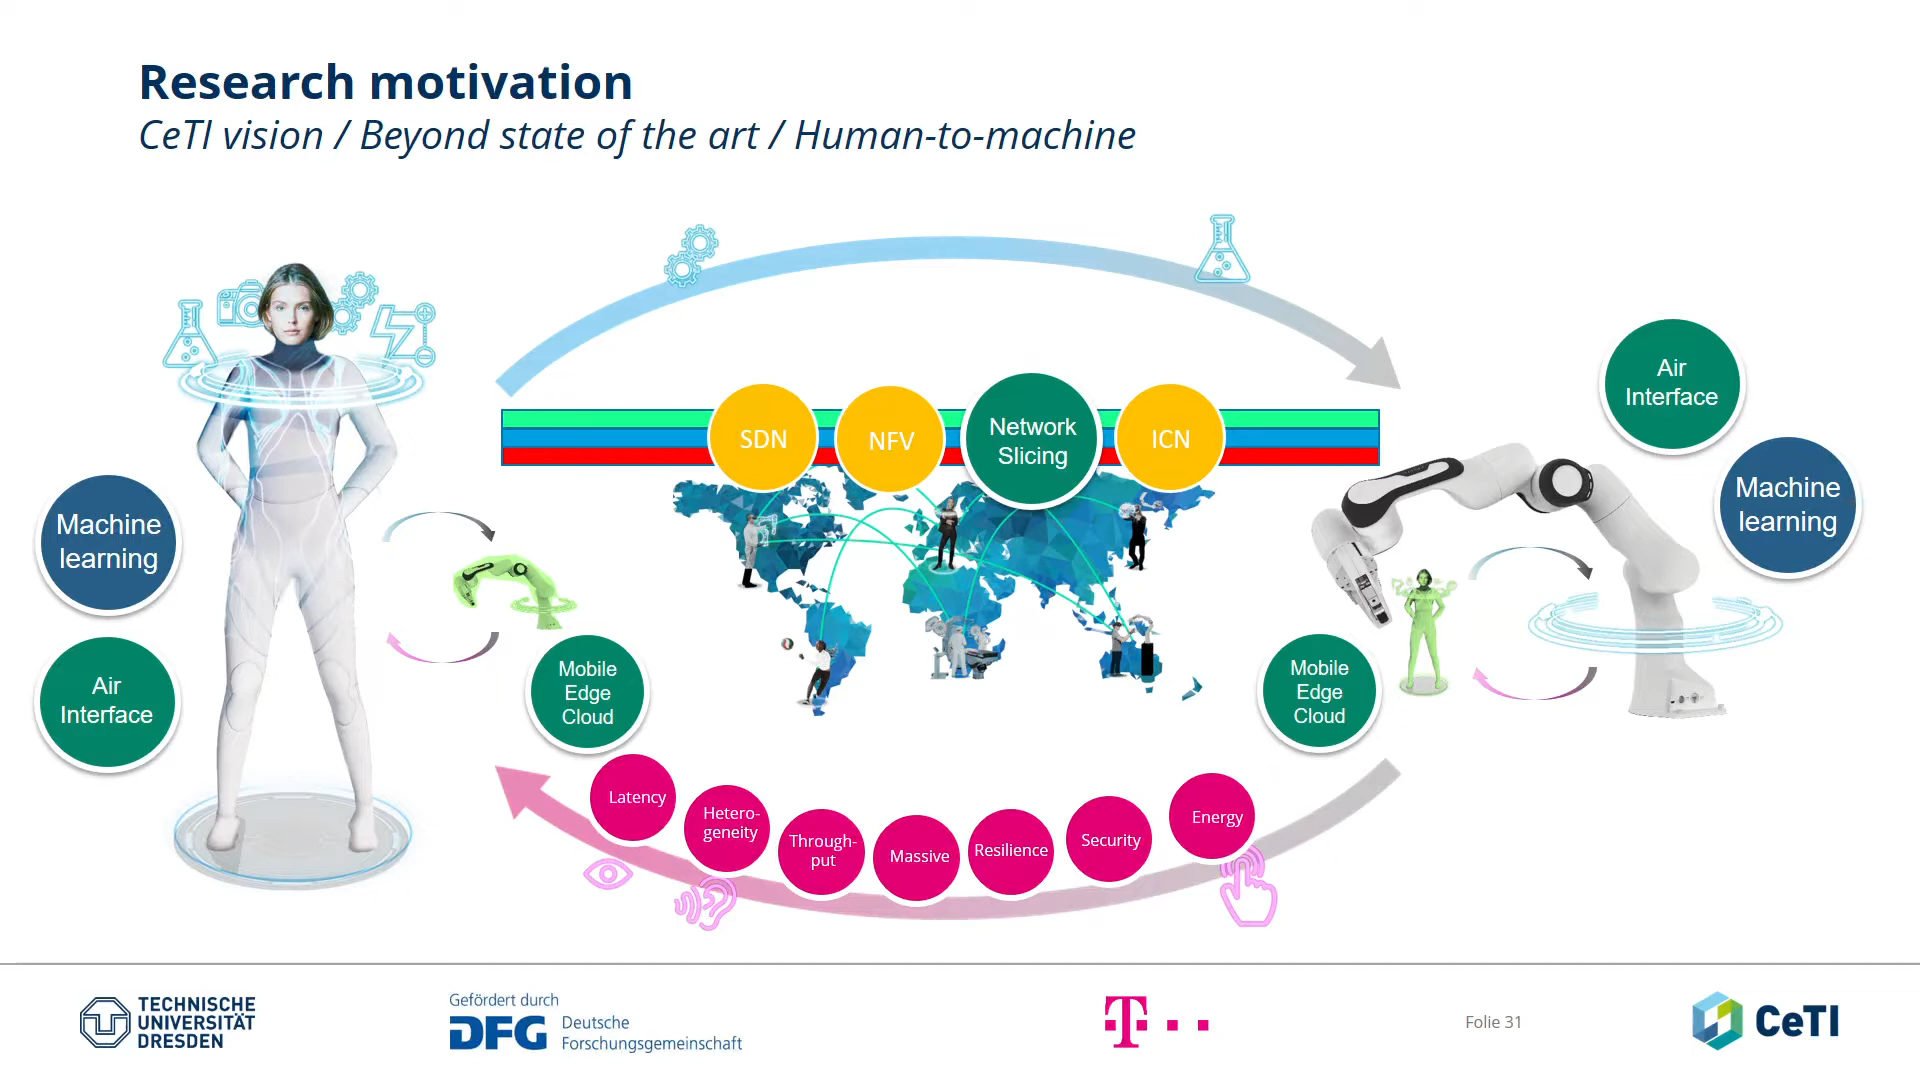 Research motivation
CeTI vision / Beyond state of the art / Human-to-machine
SDN
NFV
Network
Slicing
ICN
Air
Interface
Machine
learning
Machine
learning
Air
Interface
Mobile
Edge
Cloud
Mobile
Edge
Cloud
Latency
Hetero-
geneity
Through-
put
Massive
Resilience
Security
Energy
TECHNISCHE
UNIVERSITÄT
DRESDEN
Gefördert durch
DFG
Deutsche
Forschungsgemeinschaft
T
Folie 31
CeTI